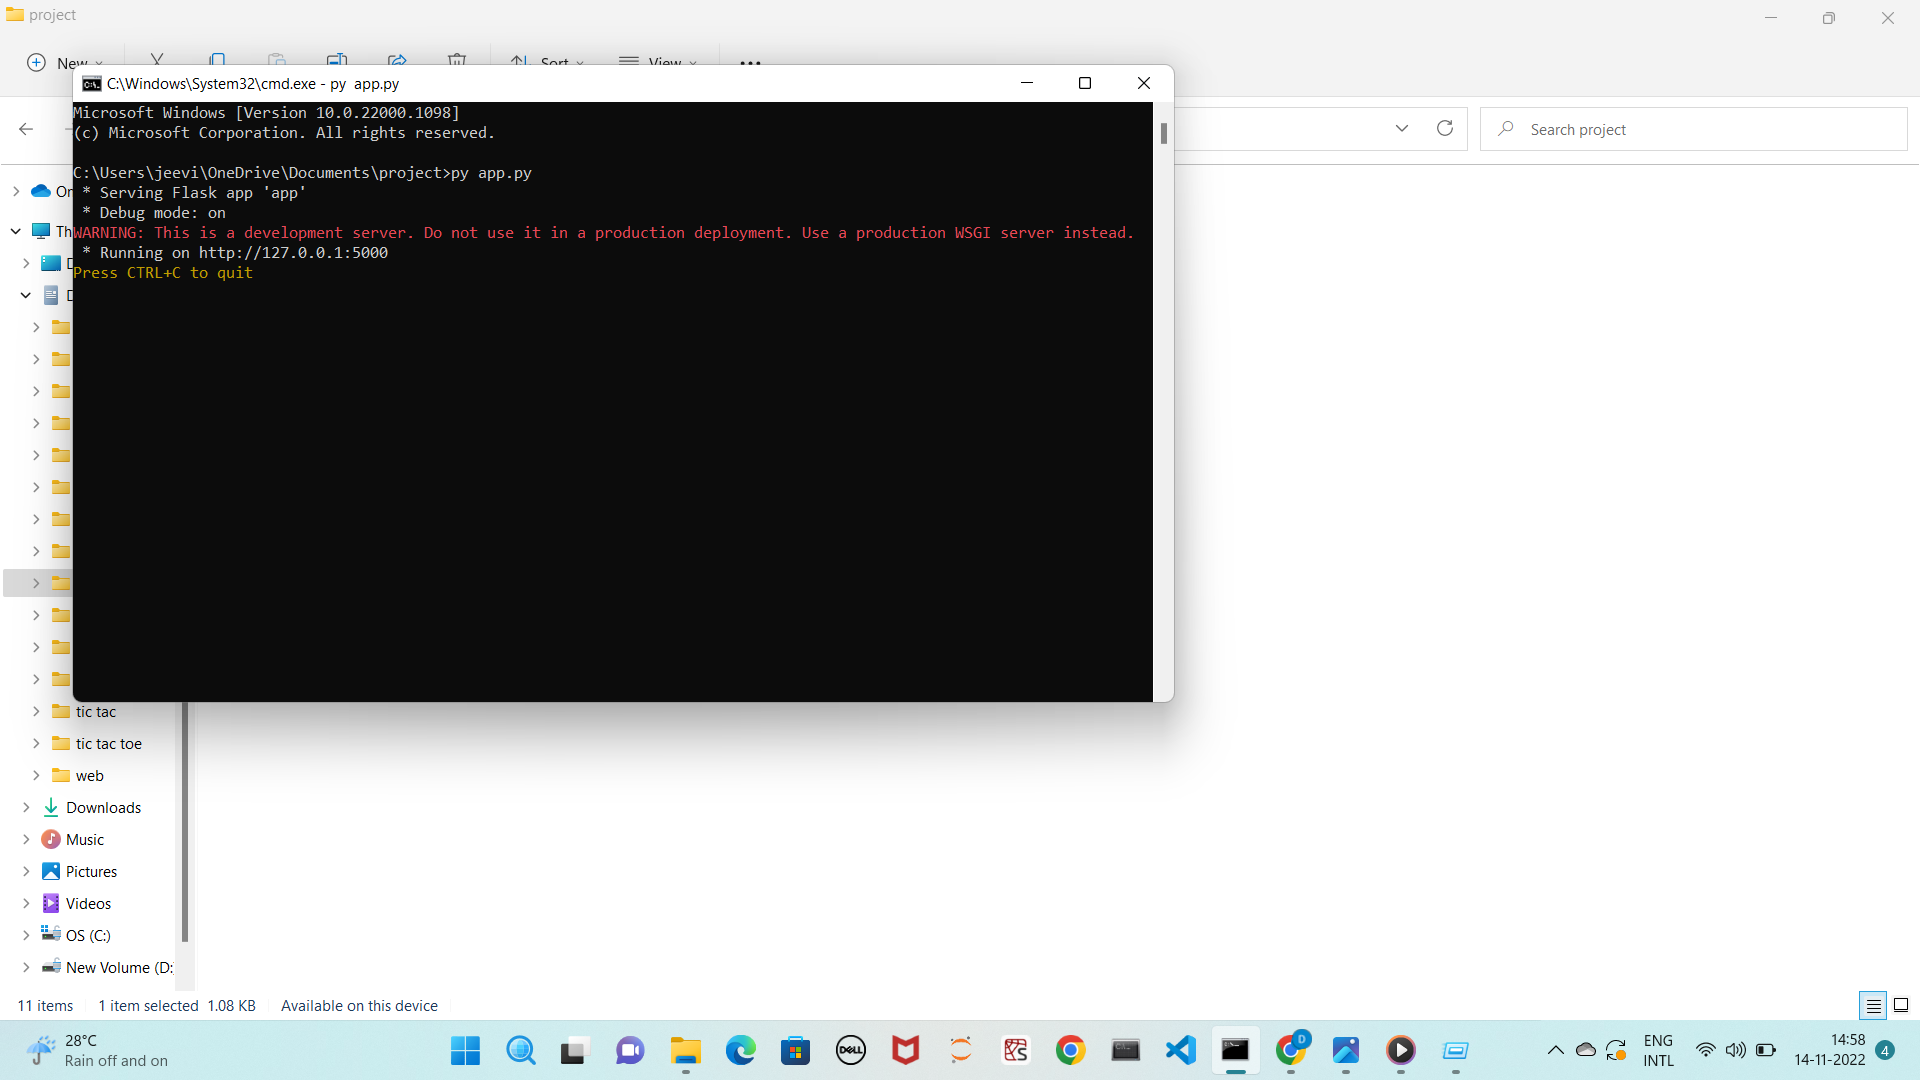 project
New
Sort
View
C:\Windows\System32\cmd.exe - py  app.py
Microsoft Windows [Version 10.0.22000.1098]
(c) Microsoft Corporation. All rights reserved.
C:\Users\jeevi\OneDrive\Documents\project>py app.py
* Serving Flask app 'app'
* Debug mode: on
WARNING: This is a development server. Do not use it in a production deployment. Use a production WSGI server instead.
* Running on http://127.0.0.1:5000
Press CTRL+C to quit
Search project
tic tac
tic tac toe
web
Downloads
Music
Pictures
Videos
OS (C:)
New Volume (D:
11 items
1 item selected 1.08 KB
Available on this device
28°C
Rain off and on
DELL
D
ENG
INTL
14:58
14-11-2022
4